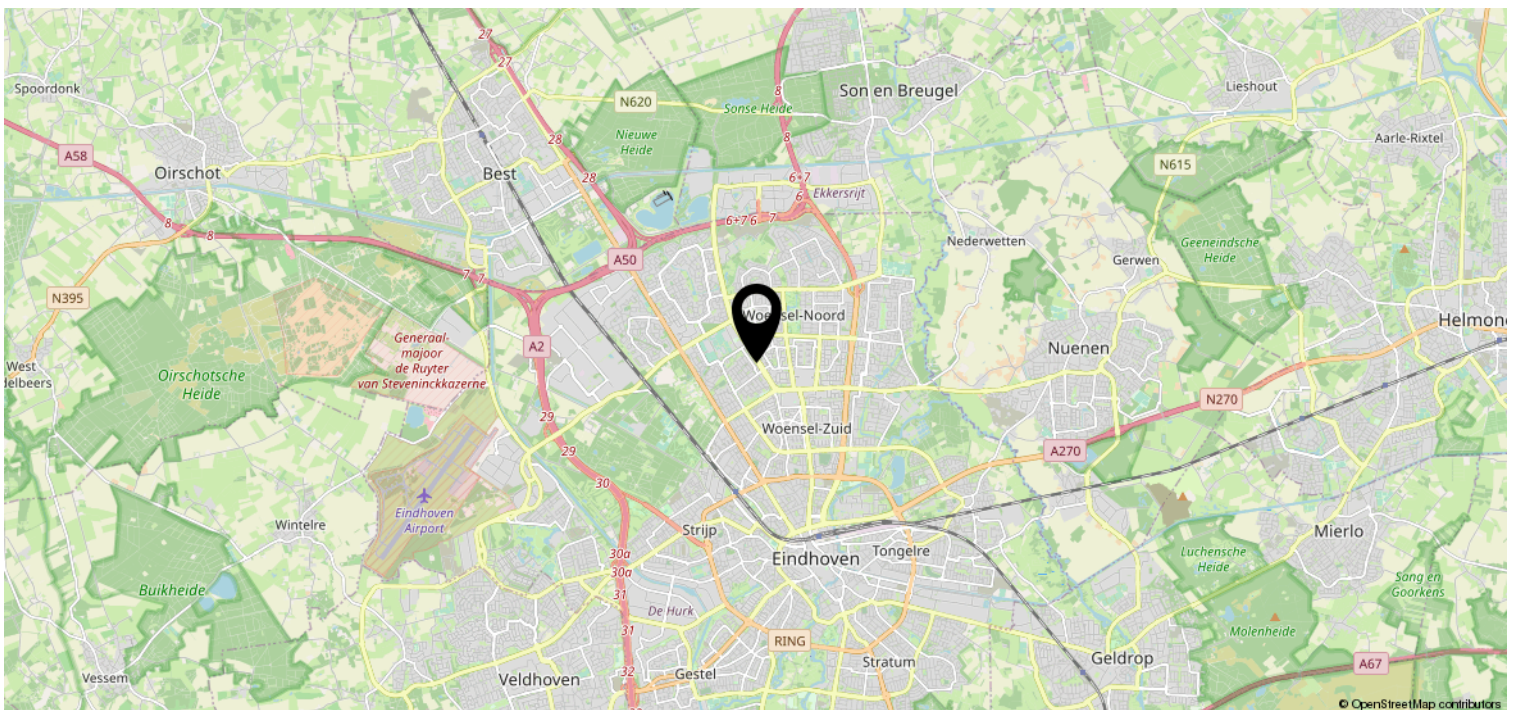 27
27
Spoordonk
N620
8
Son en Breugel
Lieshout
Sonse Heide
Nieuwe
Heide
28
8
Aarle-Rixtel
A58
Oirschot
Best
28
N615
6+7
6
Ekkersrijt
8
8
6+7
6
7
Nederwetten
Geeneindsche
Heide
Gerwen
A50
7
7
N395
Woensel-Noord
Helmon
Generaal-
majoor
de Ruyter
van Steveninckkazerne
A2
Nuenen
West
delbeers
Oirschotsche
Heide
N270
29
29
Woensel-Zuid
A270
30
Eindhoven
Airport
Wintelre
Strijp
Mierlo
Eindhoven
Tongelre
30a
30a
Luchensche
Heide
Buikheide
31
De Hurk
Sang en
Goorkens
31
RING
Molenheide
32
Stratum
Geldrop
A67
Vessem
Veldhoven
Gestel
© OpenStreetMap contributors